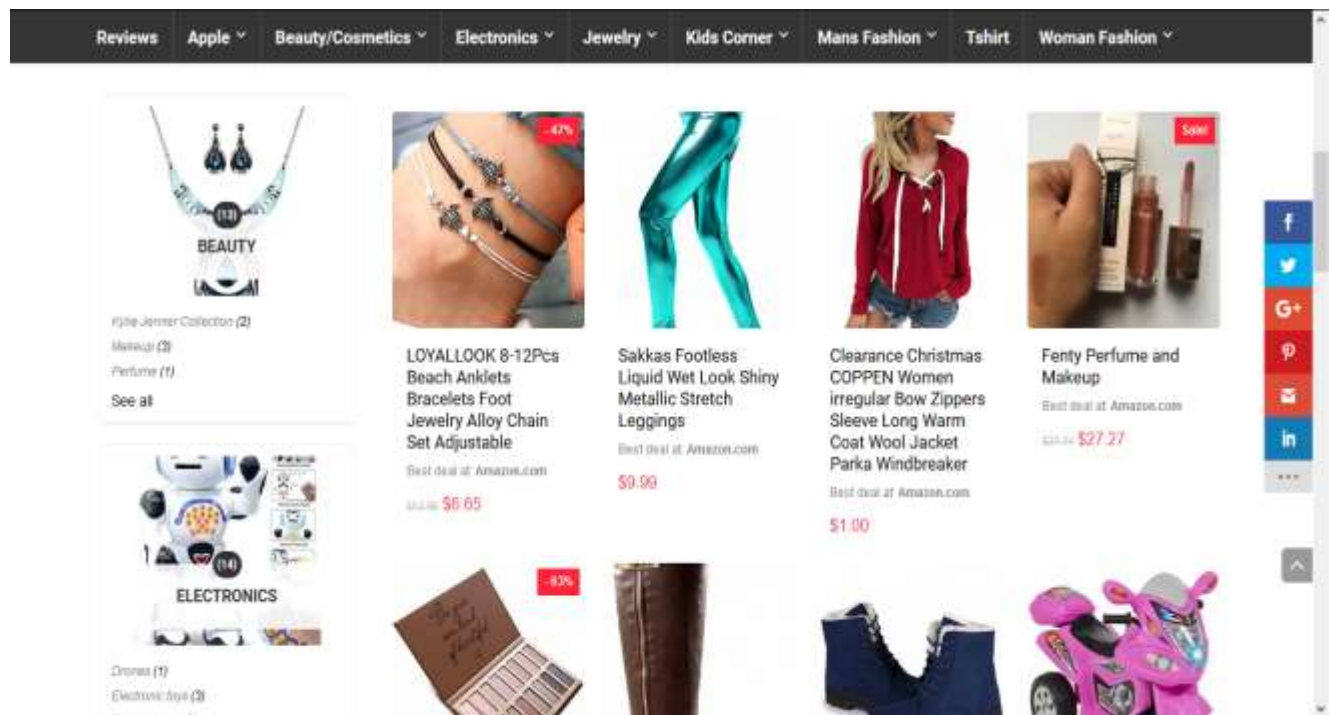 Reviews Apple Beauty/Cosmetics Electronics Jewelry Kids Corner Mans Fashion Tshirt Woman Fashion
(13)
BEAUTY
Kylie Jenner Collection (2)
Makeup (3)
Perfume (1)
See all
(14)
ELECTRONICS
Drones (1)
Electronic toys (3)
-47%
LOYALLOOK 8-12Pcs
Beach Anklets
Bracelets Foot
Jewelry Alloy Chain
Set Adjustable
Best deal at Amazon.com
$6.65
Sakkas Footless
Liquid Wet Look Shiny
Metallic Stretch
Leggings
Best deal at Amazon.com
$9.99
Clearance Christmas
COPPEN Women
irregular Bow Zippers
Sleeve Long Warm
Coat Wool Jacket
Parka Windbreaker
Best deal at Amazon.com
$1.00
Sale!
Fenty Perfume and
Makeup
Best deal at Amazon.com
$27.27
-83%
f
G+
in